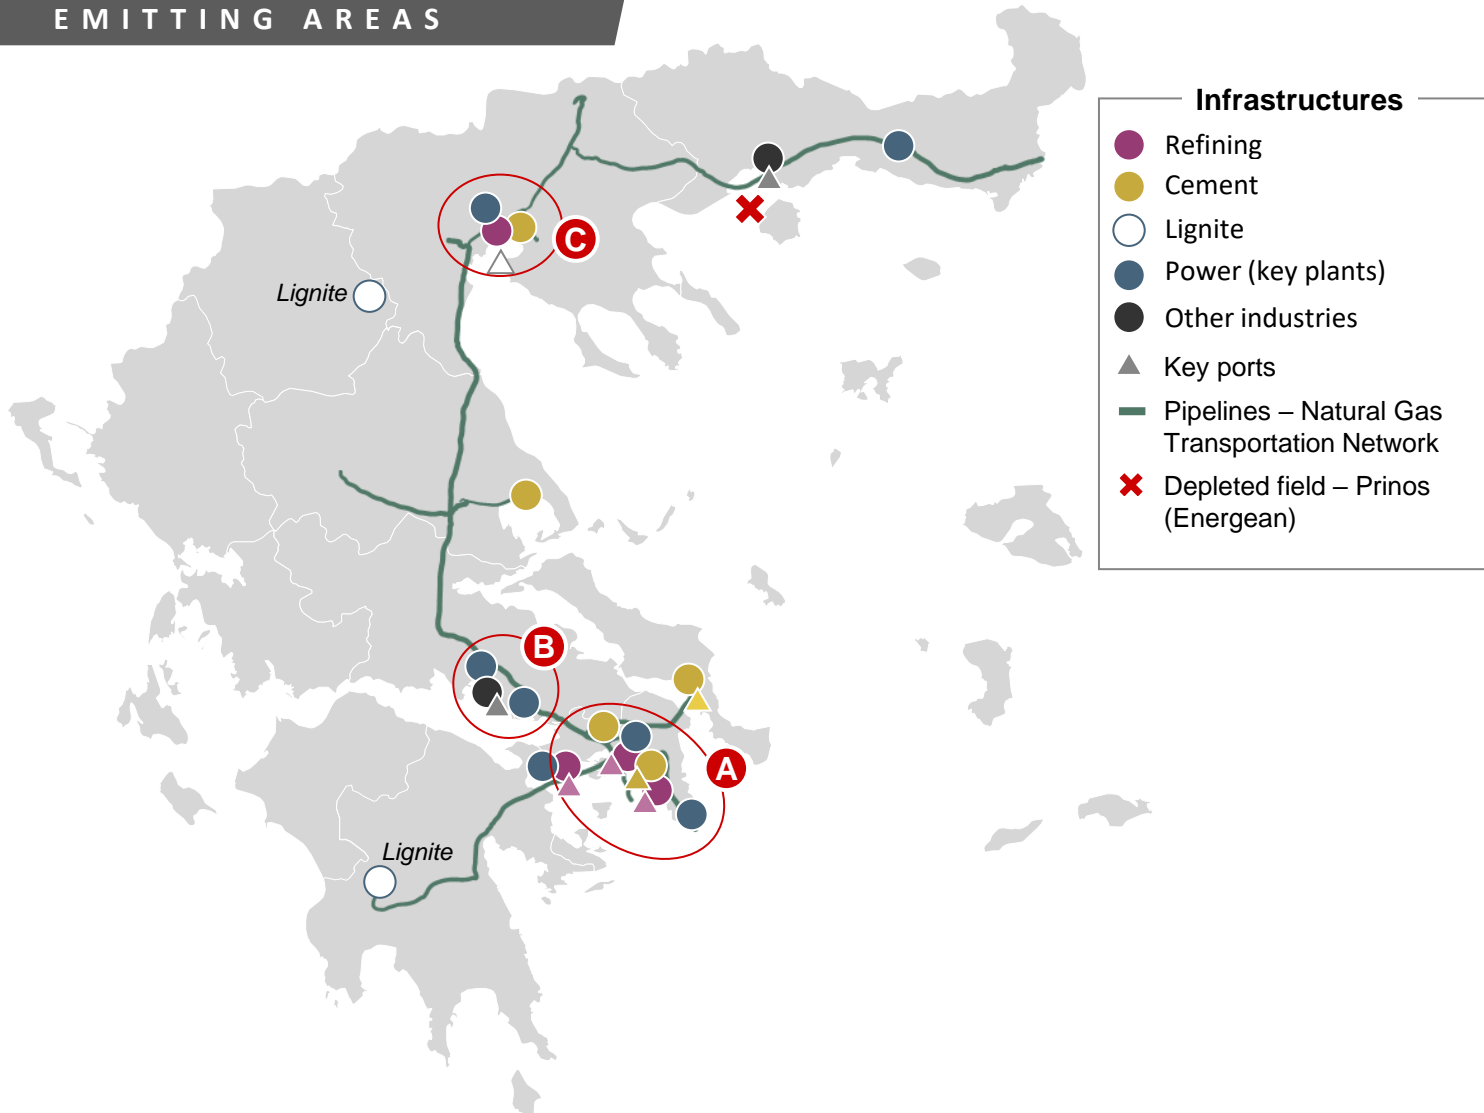 EMITTING AREAS
Infrastructures
Refining
Cement
Lignite
Power (key plants)
Other industries
Key ports
Pipelines – Natural Gas
Transportation Network
Depleted field – Prinos
(Energean)
C
Lignite
B
A
Lignite